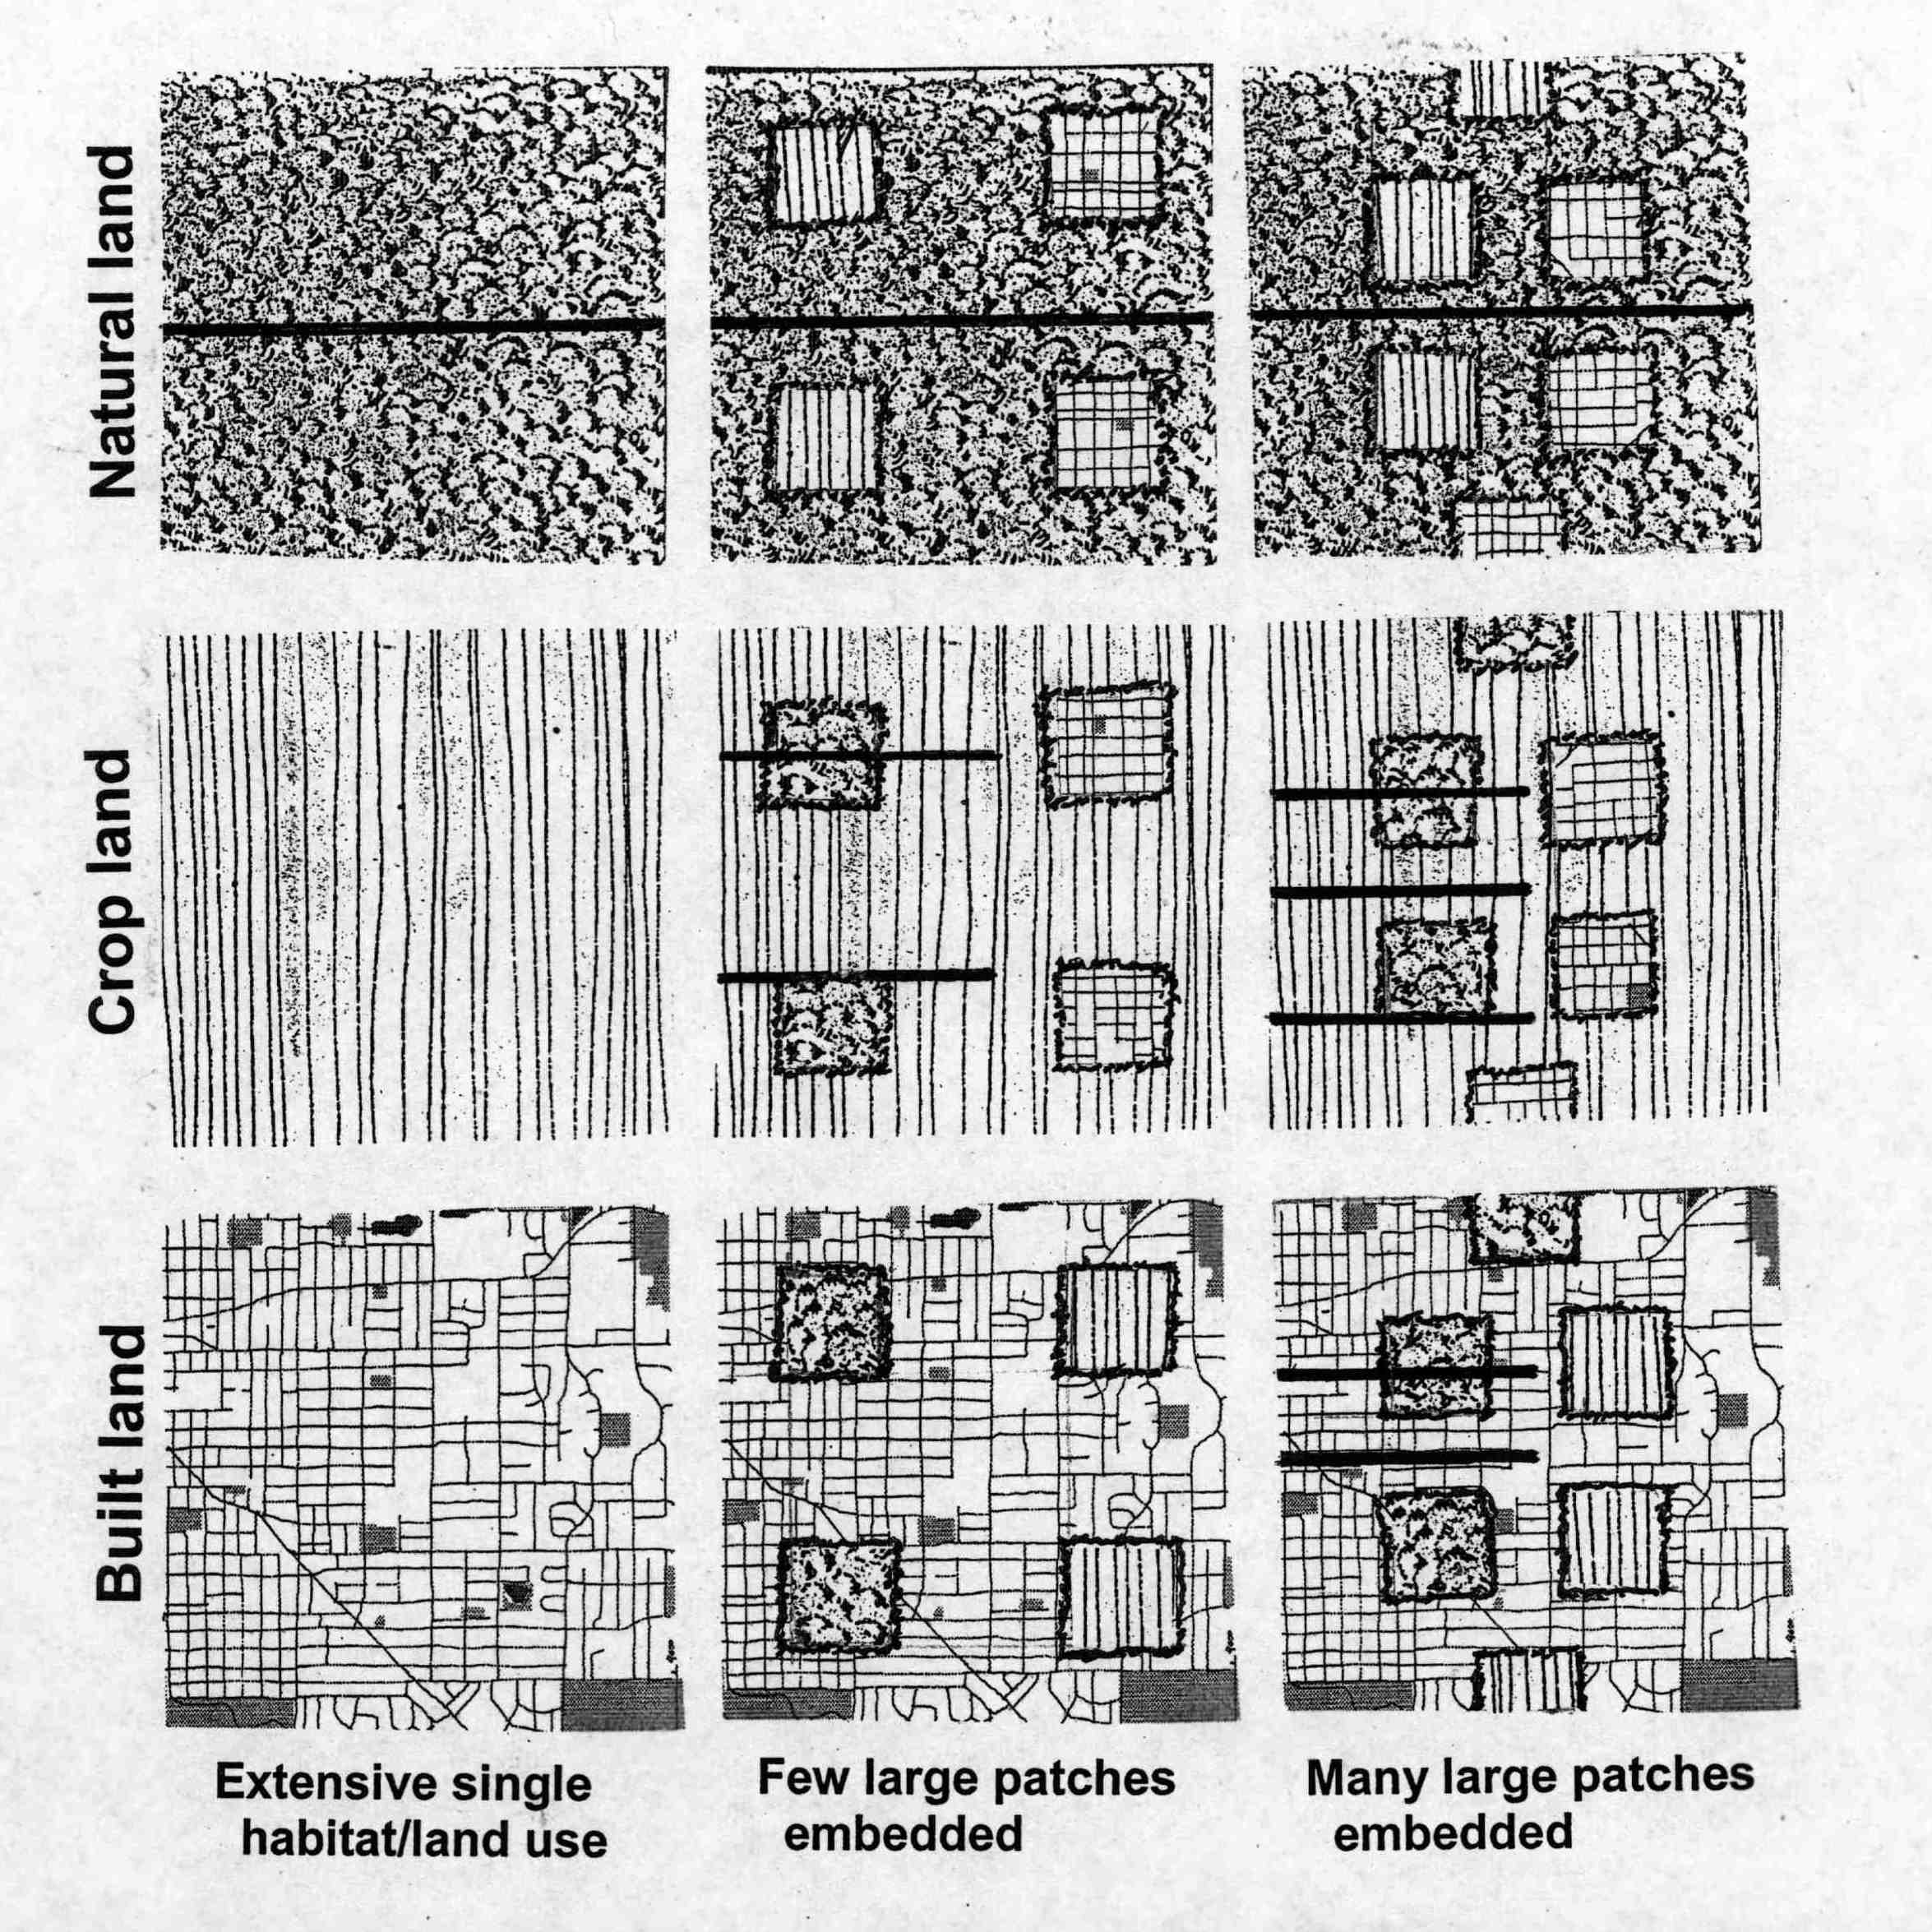 Natural land
Crop land
Built land
Extensive single
habitat/land use
Few large patches
embedded
Many large patches
embedded